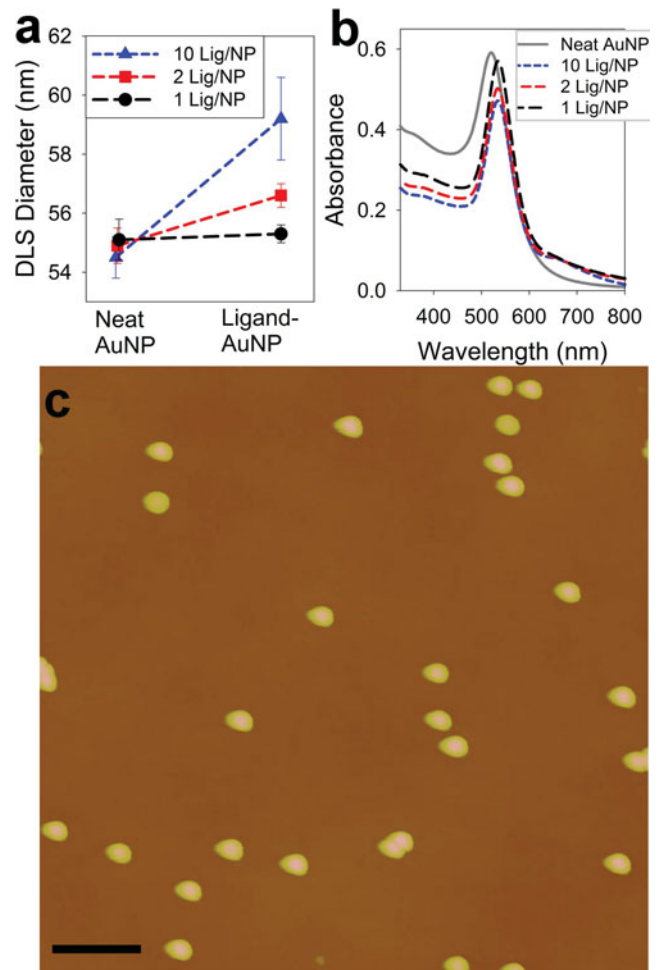 a
62
60
58
56
54
DLS Diameter (nm)
10 Lig/NP
2 Lig/NP
1 Lig/NP
Neat
AuNP
Ligand-
AuNP
b
0.6
0.4
0.2
0.0
Absorbance
Neat AuNP
10 Lig/NP
2 Lig/NP
1 Lig/NP
400 500 600 700 800
Wavelength (nm)
c